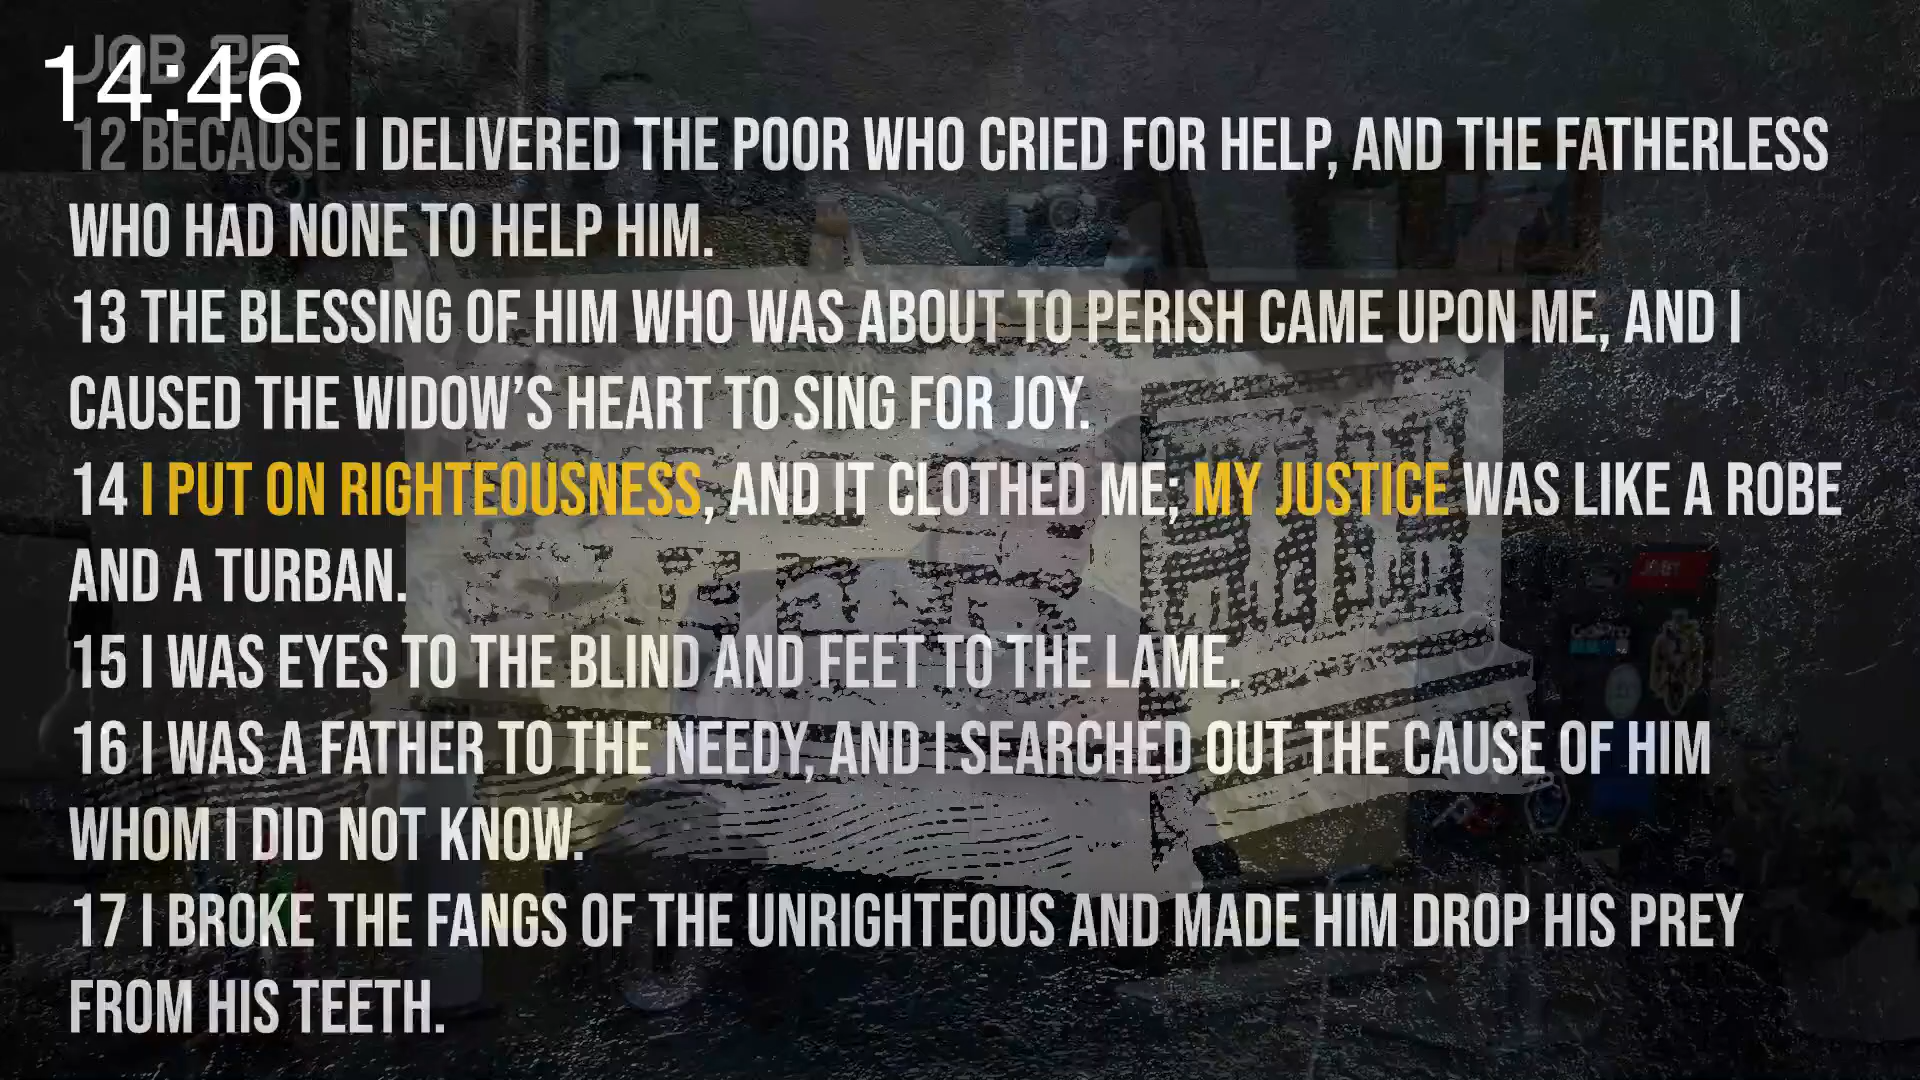 14:46
JOB
12 BECAUSE I DELIVERED THE POOR WHO CRIED FOR HELP, AND THE FATHERLESS
WHO HAD NONE TO HELP HIM.
13 THE BLESSING OF HIM WHO WAS ABOUT TO PERISH CAME UPON ME, AND I
CAUSED THE WIDOW’S HEART TO SING FOR JOY.
14 I PUT ON RIGHTEOUSNESS, AND IT CLOTHED ME; MY JUSTICE WAS LIKE A ROBE
AND A TURBAN.
15 I WAS EYES TO THE BLIND AND FEET TO THE LAME.
16 I WAS A FATHER TO THE NEEDY, AND I SEARCHED OUT THE CAUSE OF HIM
WHOM I DID NOT KNOW.
17 I BROKE THE FANGS OF THE UNRIGHTEOUS AND MADE HIM DROP HIS PREY
FROM HIS TEETH.